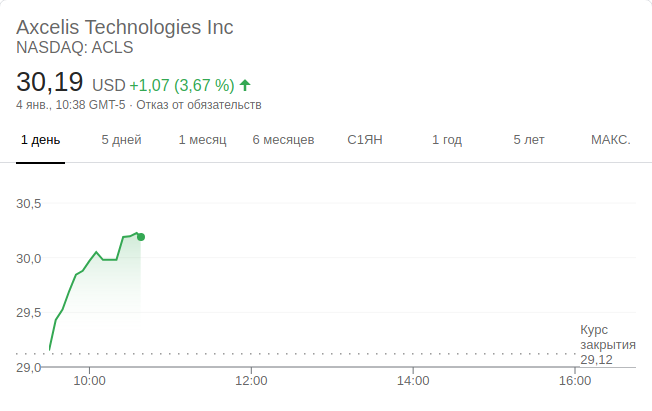 Axcelis Technologies Inc
NASDAQ: ACLS
30,19 USD +1,07 (3,67 %)
4 янв., 10:38 GMT-5 · Отказ от обязательств
1 день 5 дней 1 месяц 6 месяцев С1ЯН 1 год 5 лет МАКС.
30,5
30,0
29,5
29,0
Курс
закрытия
29,12
10:00 12:00 14:00 16:00